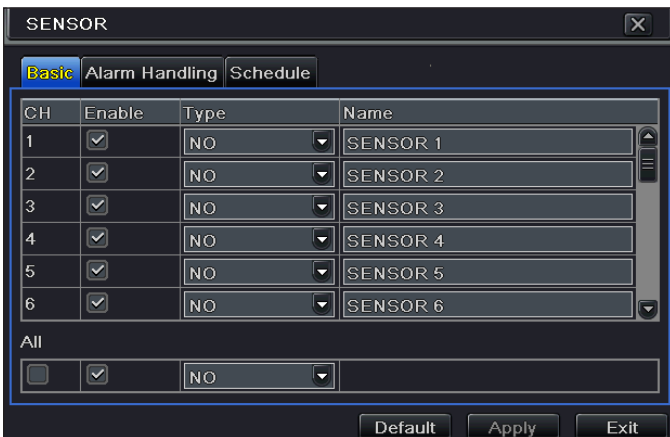 SENSOR
Basic Alarm Handling Schedule
CH Enable Type Name
1 NO SENSOR 1
2 NO SENSOR 2
3 NO SENSOR 3
4 NO SENSOR 4
5 NO SENSOR 5
6 NO SENSOR 6
All
NO
Default Apply Exit